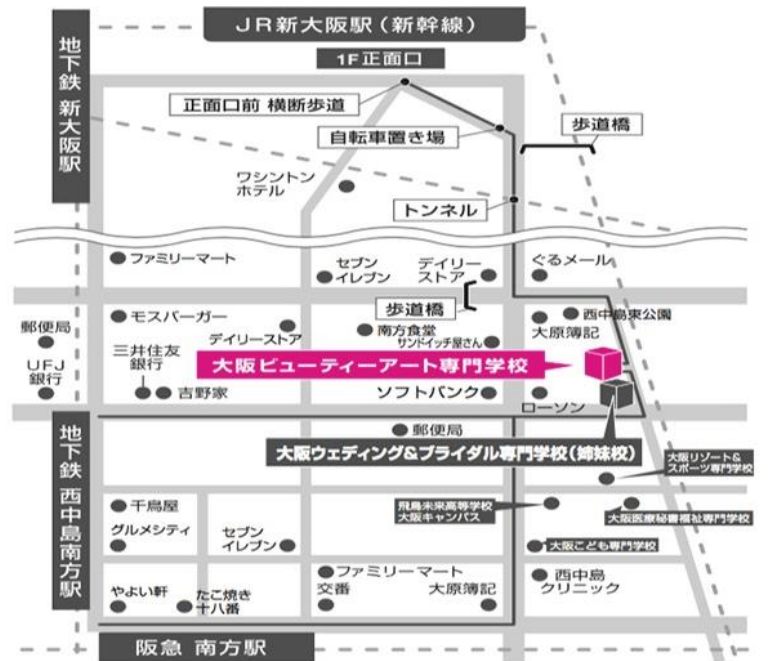 JR新大阪駅(新幹線)
地下鉄 新大阪駅
1F正面口
正面口前 横断歩道
自転車置き場
歩道橋
ワシントン
ホテル
トンネル
ファミリーマート
セブン
イレブン
デイリー
ストア
ぐるメール
歩道橋
モスバーガー
デイリーストア
南方食堂
サンドイッチ屋さん
大原簿記
西中島東公園
郵便局
UFJ
銀行
三井住友
銀行
吉野家
大阪ビューティーアート専門学校
ソフトバンク
ローソン
郵便局
大阪ウェディング&ブライダル専門学校(姉妹校)
地下鉄 西中島南方駅
大阪リゾート&
スポーツ専門学校
千鳥屋
グルメシティ
セブン
イレブン
飛鳥未来高等学校
大阪キャンパス
大阪医療秘書福祉専門学校
大阪こども専門学校
やよい軒
たこ焼き
十八番
ファミリーマート
交番
大原簿記
西中島
クリニック
阪急 南方駅